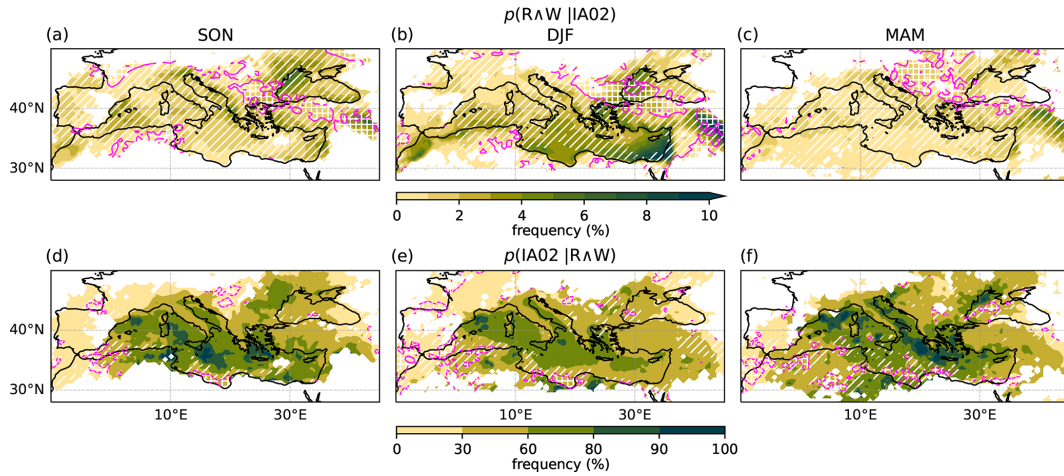 p(R∧W |IA02)
(a) SON (b) DJF (c) MAM
40°N
30°N
0 2 4 6 8 10
frequency (%)
p(IA02 |R∧W)
(d) (e) (f)
40°N
30°N
10°E 30°E 10°E 30°E 10°E 30°E
0 30 60 80 90 100
frequency (%)